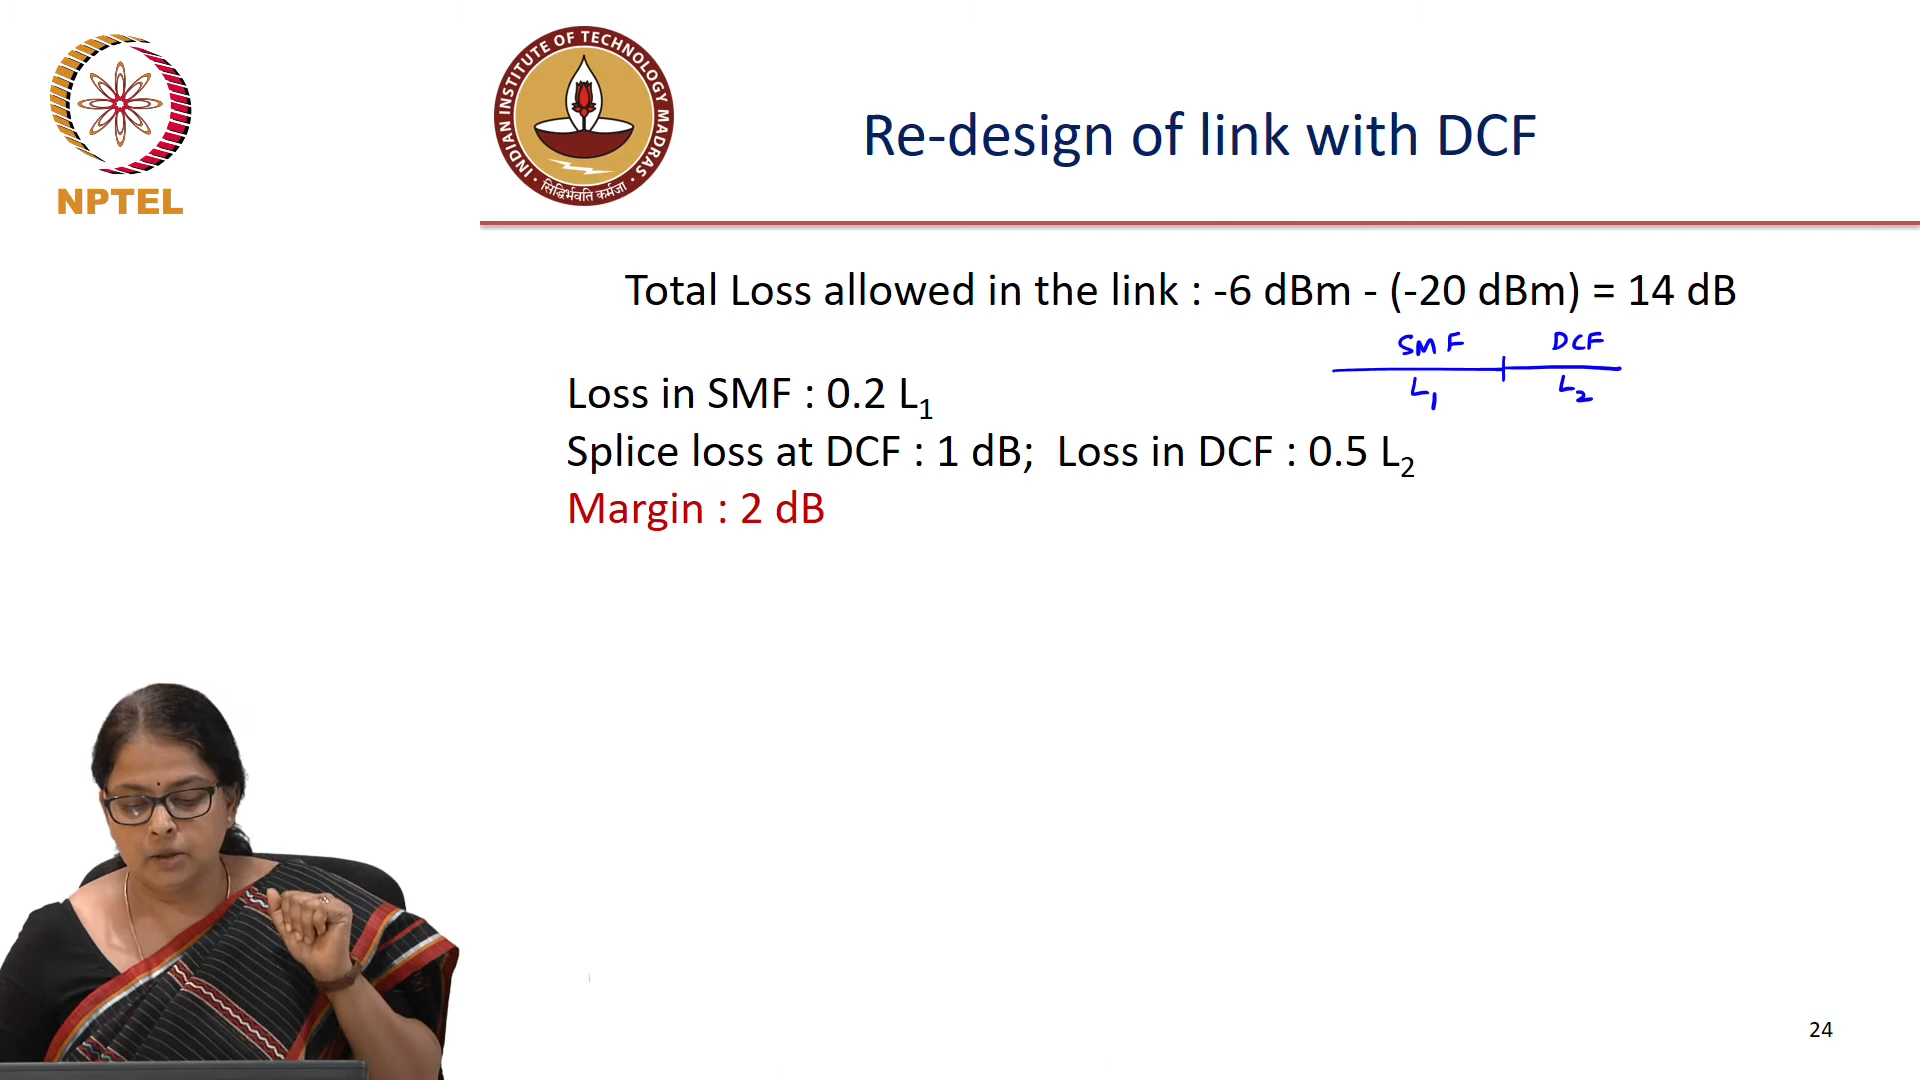 NPTEL
INDIAN INSTITUTE OF TECHNOLOGY MADRAS
सिद्धिर्भवति कर्मजा
Re-design of link with DCF
Total Loss allowed in the link : -6 dBm - (-20 dBm) = 14 dB
SMF DCF
L1 L2
Loss in SMF : 0.2 L1
Splice loss at DCF : 1 dB; Loss in DCF : 0.5 L2
Margin : 2 dB
24